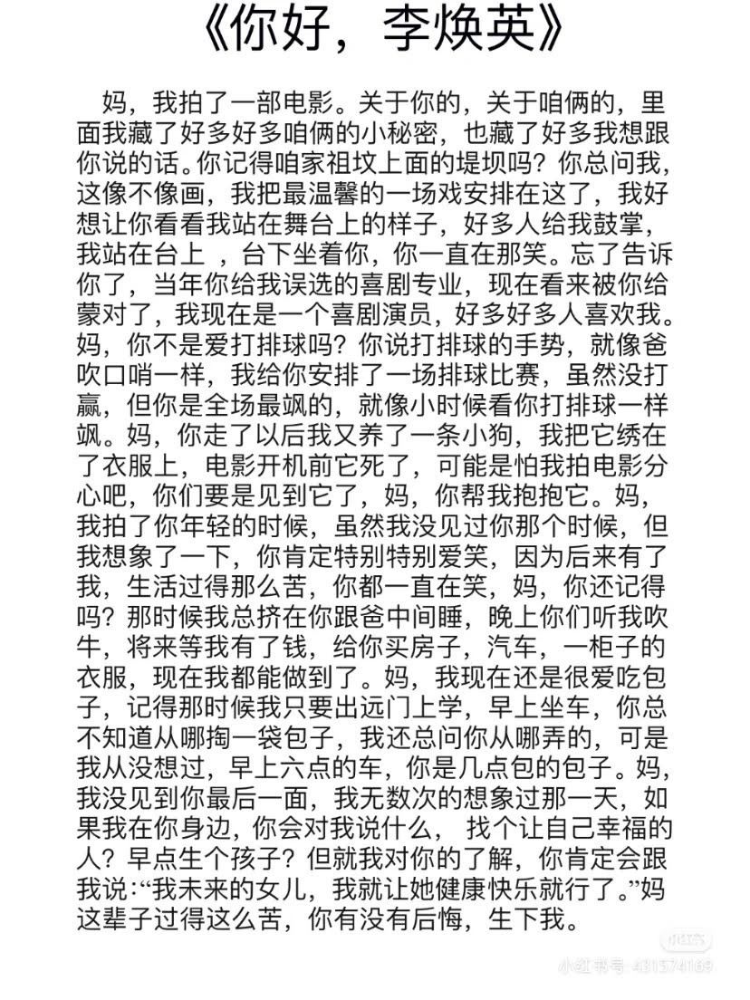 《你好，李焕英》
妈，我拍了一部电影。关于你的，关于咱俩的，里
面我藏了好多好多咱俩的小秘密，也藏了好多我想跟
你说的话。你记得咱家祖坟上面的堤坝吗？你总问我，
这像不像画，我把最温馨的一场戏安排在这了，我好
想让你看看我站在舞台上的样子，好多人给我鼓掌，
我站在台上 ，台下坐着你，你一直在那笑。忘了告诉
你了，当年你给我误选的喜剧专业，现在看来被你给
蒙对了，我现在是一个喜剧演员，好多好多人喜欢我。
妈，你不是爱打排球吗？你说打排球的手势，就像爸
吹口哨一样，我给你安排了一场排球比赛，虽然没打
赢，但你是全场最飒的，就像小时候看你打排球一样
飒。妈，你走了以后我又养了一条小狗，我把它绣在
了衣服上，电影开机前它死了，可能是怕我拍电影分
心吧，你们要是见到它了，妈，你帮我抱抱它。妈，
我拍了你年轻的时候，虽然我没见过你那个时候，但
我想象了一下，你肯定特别特别爱笑，因为后来有了
我，生活过得那么苦，你都一直在笑，妈，你还记得
吗？那时候我总挤在你跟爸中间睡，晚上你们听我吹
牛，将来等我有了钱，给你买房子，汽车，一柜子的
衣服，现在我都能做到了。妈，我现在还是很爱吃包
子，记得那时候我只要出远门上学，早上坐车，你总
不知道从哪掏一袋包子，我还总问你从哪弄的，可是
我从没想过，早上六点的车，你是几点包的包子。妈，
我没见到你最后一面，我无数次的想象过那一天，如
果我在你身边，你会对我说什么， 找个让自己幸福的
人？早点生个孩子？但就我对你的了解，你肯定会跟
我说：“我未来的女儿，我就让她健康快乐就行了。”妈
这辈子过得这么苦，你有没有后悔，生下我。
小红书
小红书号: 431574169